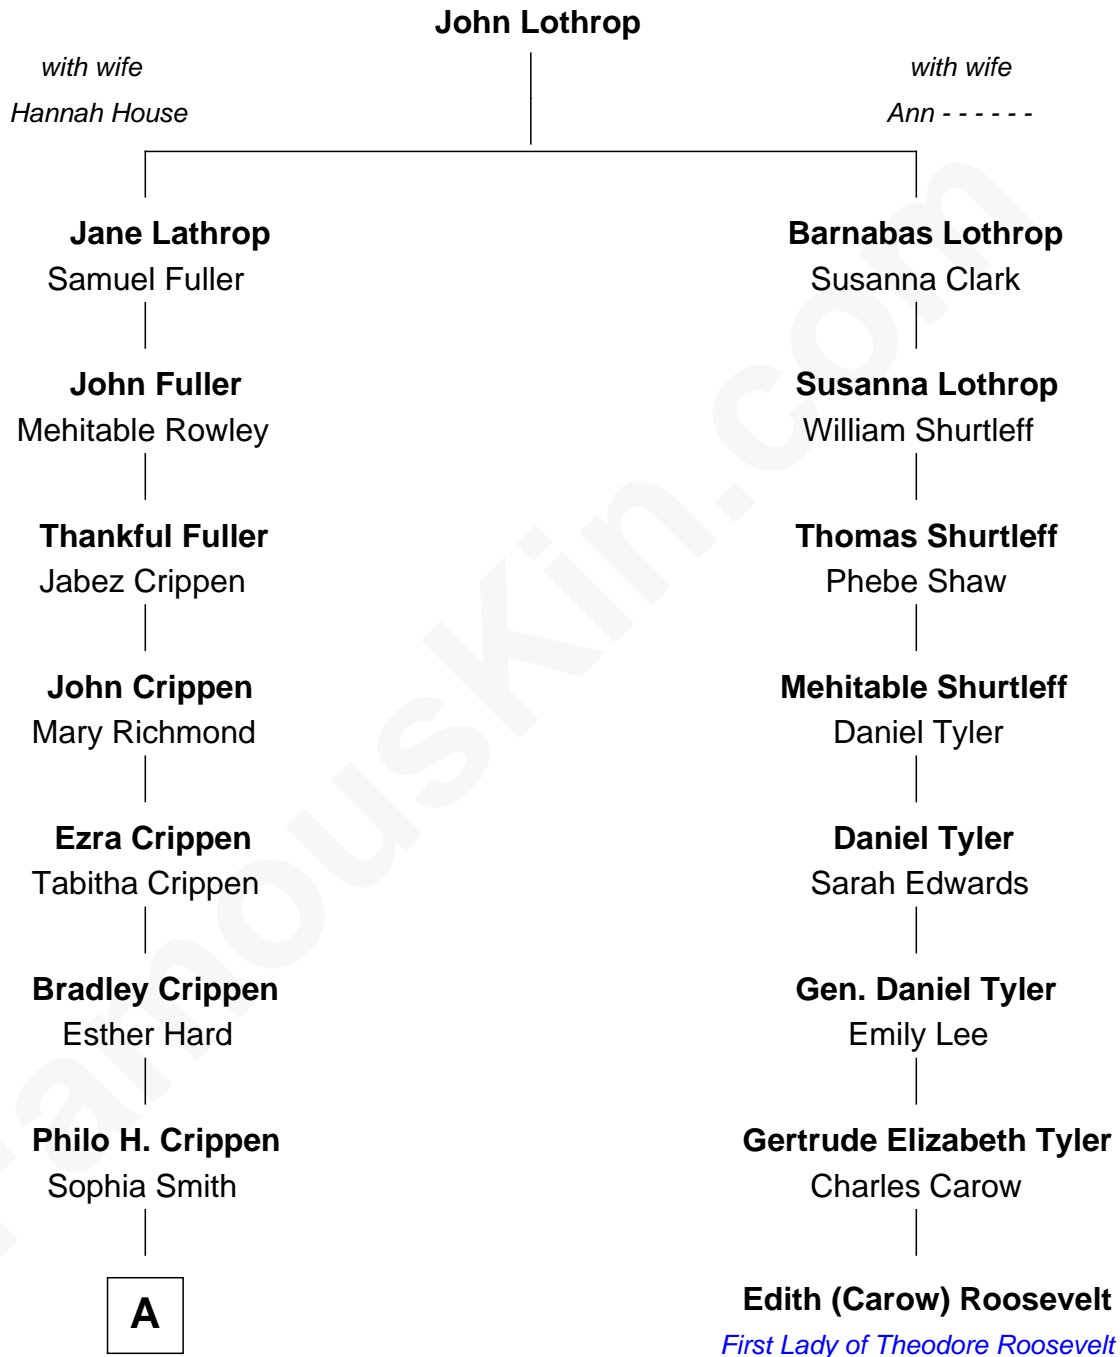 John Lothrop
with wife
Hannah House
with wife
Ann - - - - - -
Jane Lathrop
Samuel Fuller
Barnabas Lothrop
Susanna Clark
John Fuller
Mehitable Rowley
Susanna Lothrop
William Shurtleff
Thankful Fuller
Jabez Crippen
Thomas Shurtleff
Phebe Shaw
John Crippen
Mary Richmond
Mehitable Shurtleff
Daniel Tyler
Ezra Crippen
Tabitha Crippen
Daniel Tyler
Sarah Edwards
Bradley Crippen
Esther Hard
Gen. Daniel Tyler
Emily Lee
Philo H. Crippen
Sophia Smith
Gertrude Elizabeth Tyler
Charles Carow
A
Edith (Carow) Roosevelt
First Lady of Theodore Roosevelt
FamousKin.com